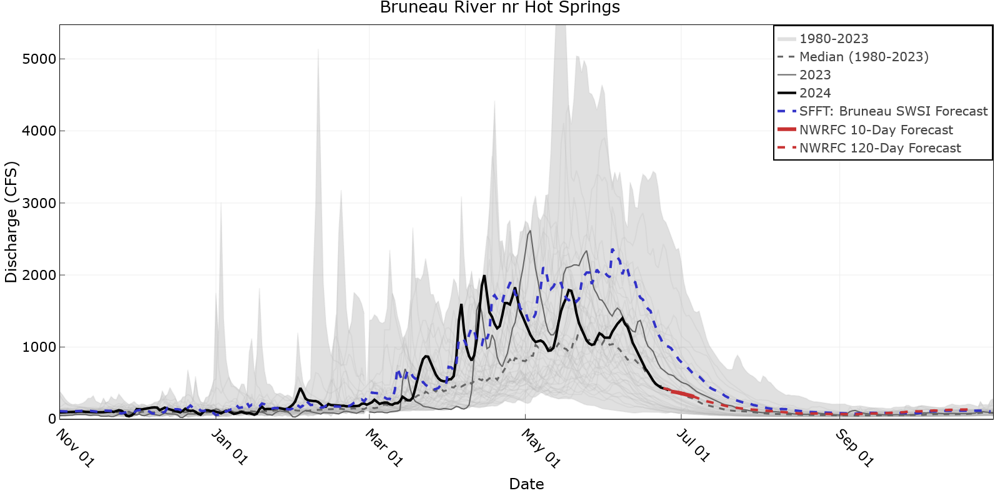 Bruneau River nr Hot Springs
1980-2023
Median (1980-2023)
2023
2024
SFFT: Bruneau SWSI Forecast
NWRFC 10-Day Forecast
NWRFC 120-Day Forecast
Discharge (CFS)
5000
4000
3000
2000
1000
0
Nov 01
Jan 01
Mar 01
May 01
Jul 01
Sep 01
Date